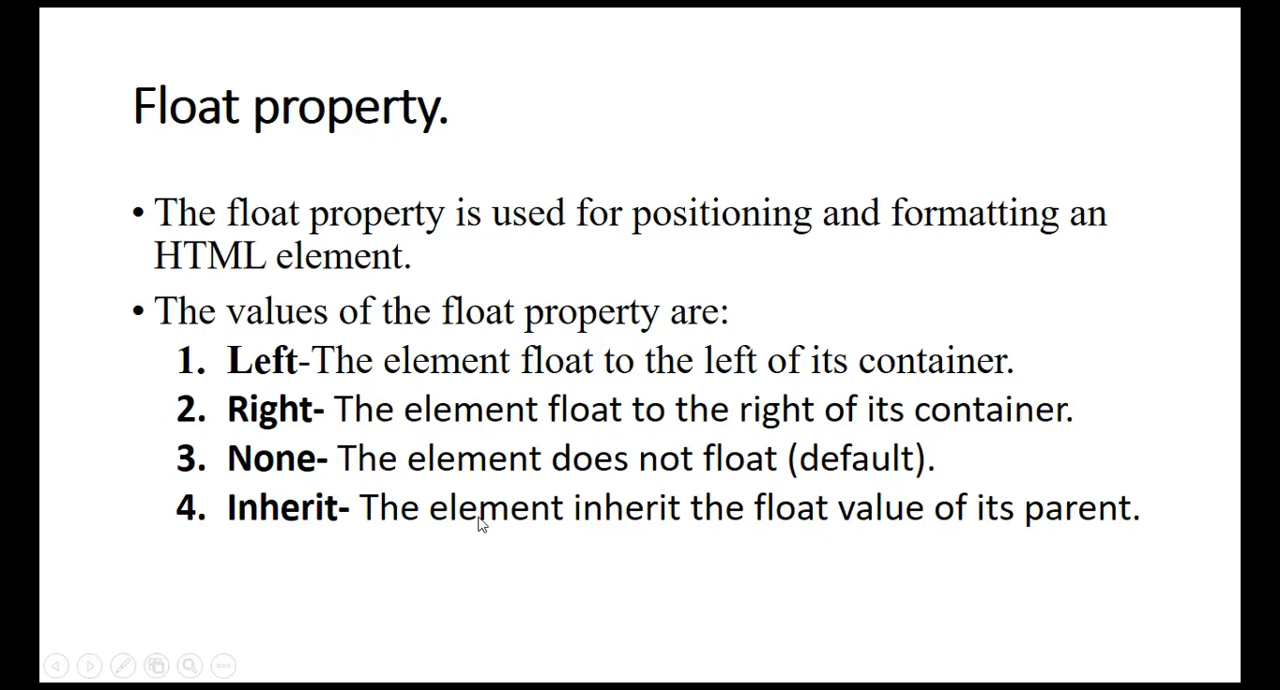 Float property.
• The float property is used for positioning and formatting an
HTML element.
• The values of the float property are:
1. Left-The element float to the left of its container.
2. Right- The element float to the right of its container.
3. None- The element does not float (default).
4. Inherit- The element inherit the float value of its parent.